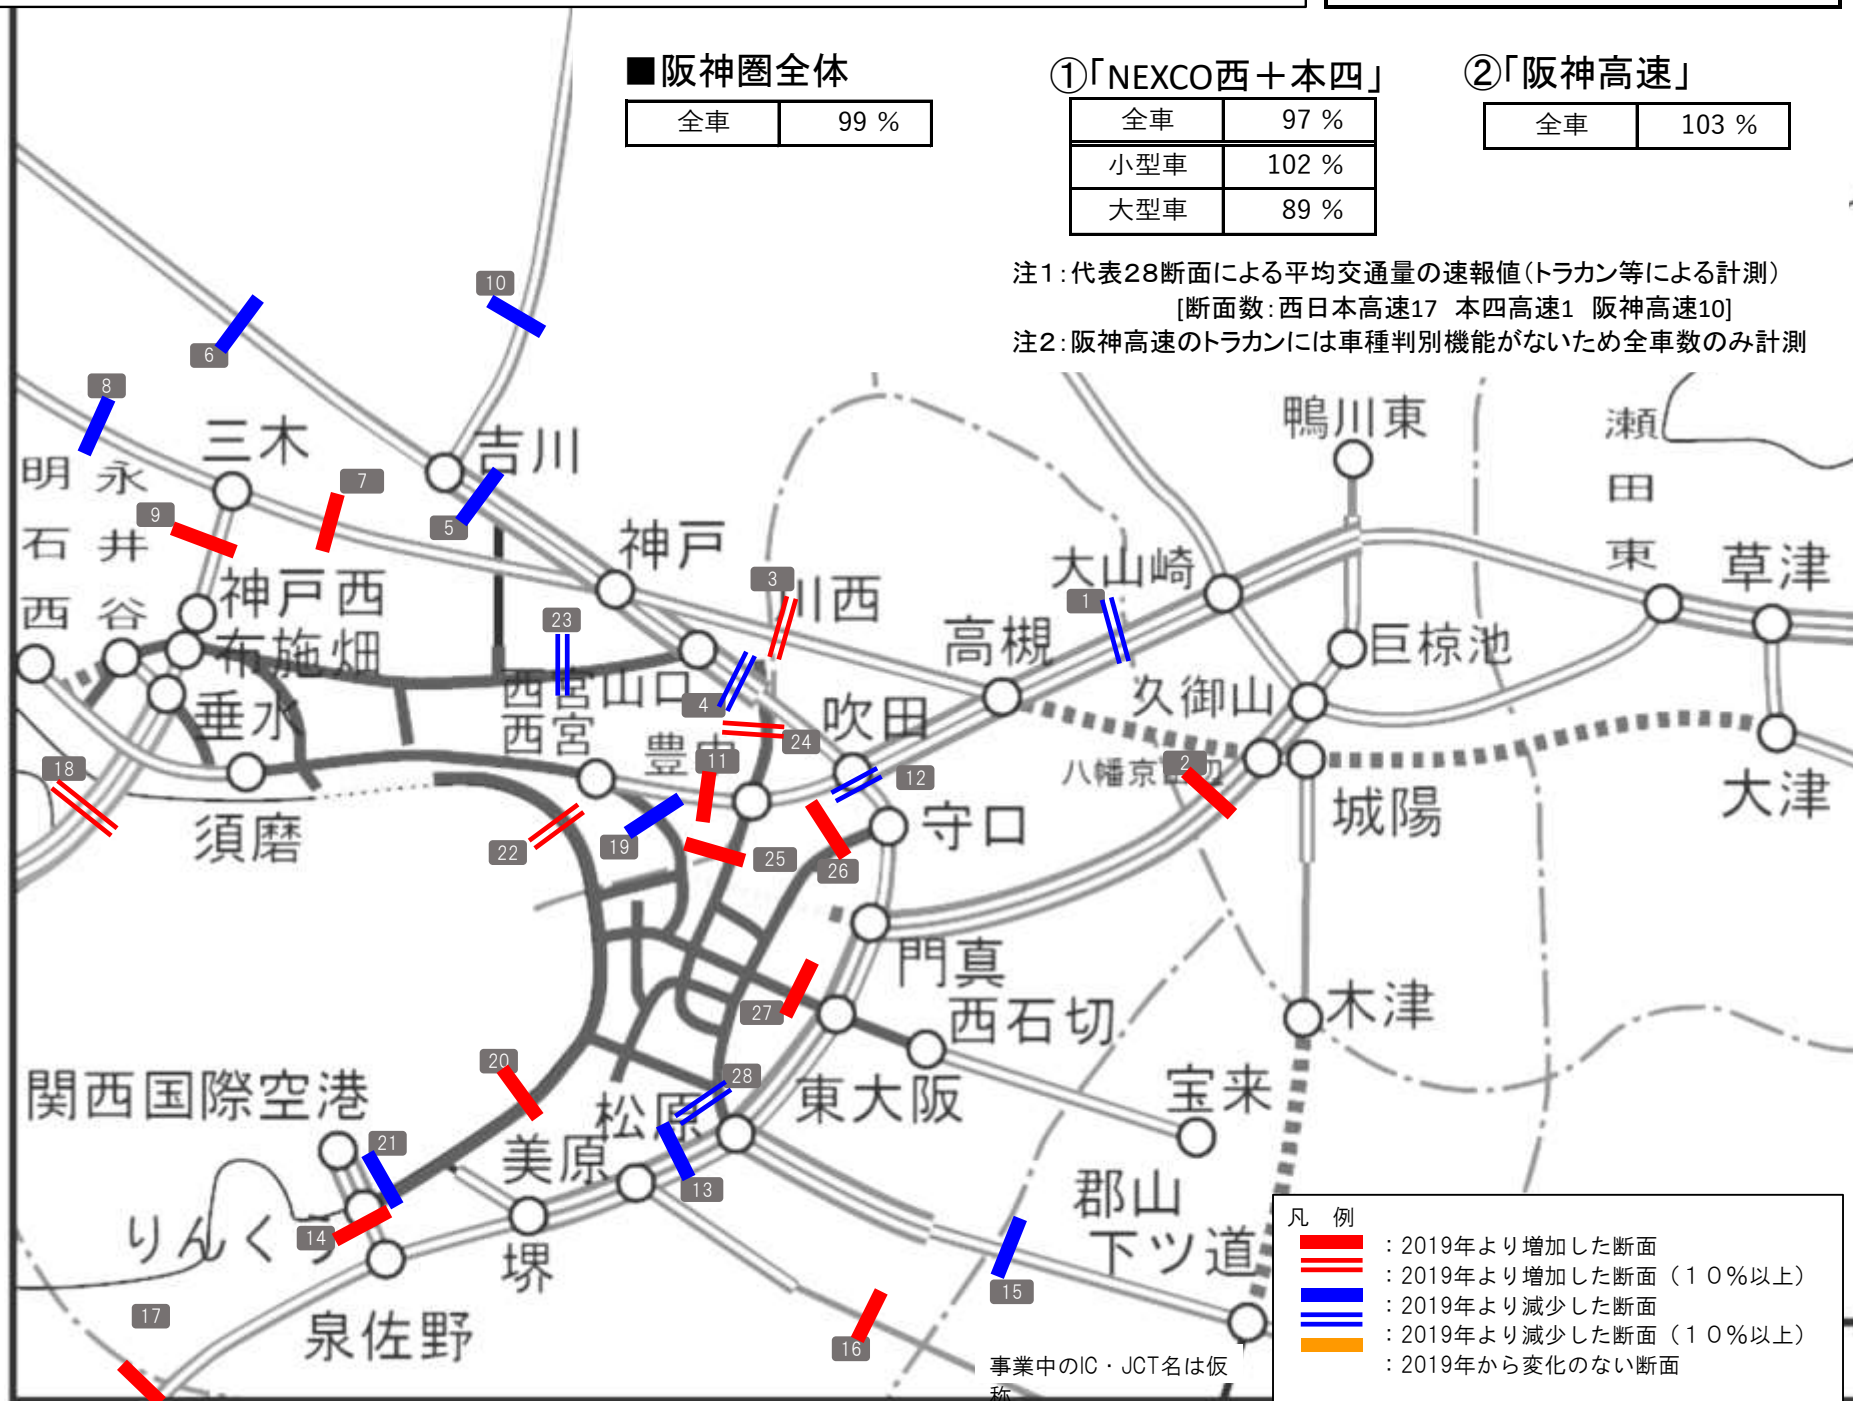 ■阪神圏全体
全車 99 %
①「NEXCO西＋本四」
全車 97 %
小型車 102 %
大型車 89 %
②「阪神高速」
全車 103 %
注１：代表２８断面による平均交通量の速報値（トラカン等による計測）
[断面数：西日本高速17 本四高速1 阪神高速10]
注２：阪神高速のトラカンには車種判別機能がないため全車数のみ計測
10
6
8
三木
吉川
鴨川東
瀬田東
明石西
永井谷
7
9
5
神戸
神戸西
布施畑
3
川西
大山崎
1
草津
23
高槻
巨椋池
西宮山口
西宮
4
久御山
垂水
吹田
24
豊中
11
12
2
18
須磨
22
19
25
26
守口
城陽
大津
門真
27
西石切
木津
20
関西国際空港
松原
28
東大阪
宝来
21
美原
13
郡山
下ツ道
14
りんくう
堺
15
17
泉佐野
16
事業中のIC・JCT名は仮
称
凡　例
：2019年より増加した断面
：2019年より増加した断面（１０％以上）
：2019年より減少した断面
：2019年より減少した断面（１０％以上）
：2019年から変化のない断面